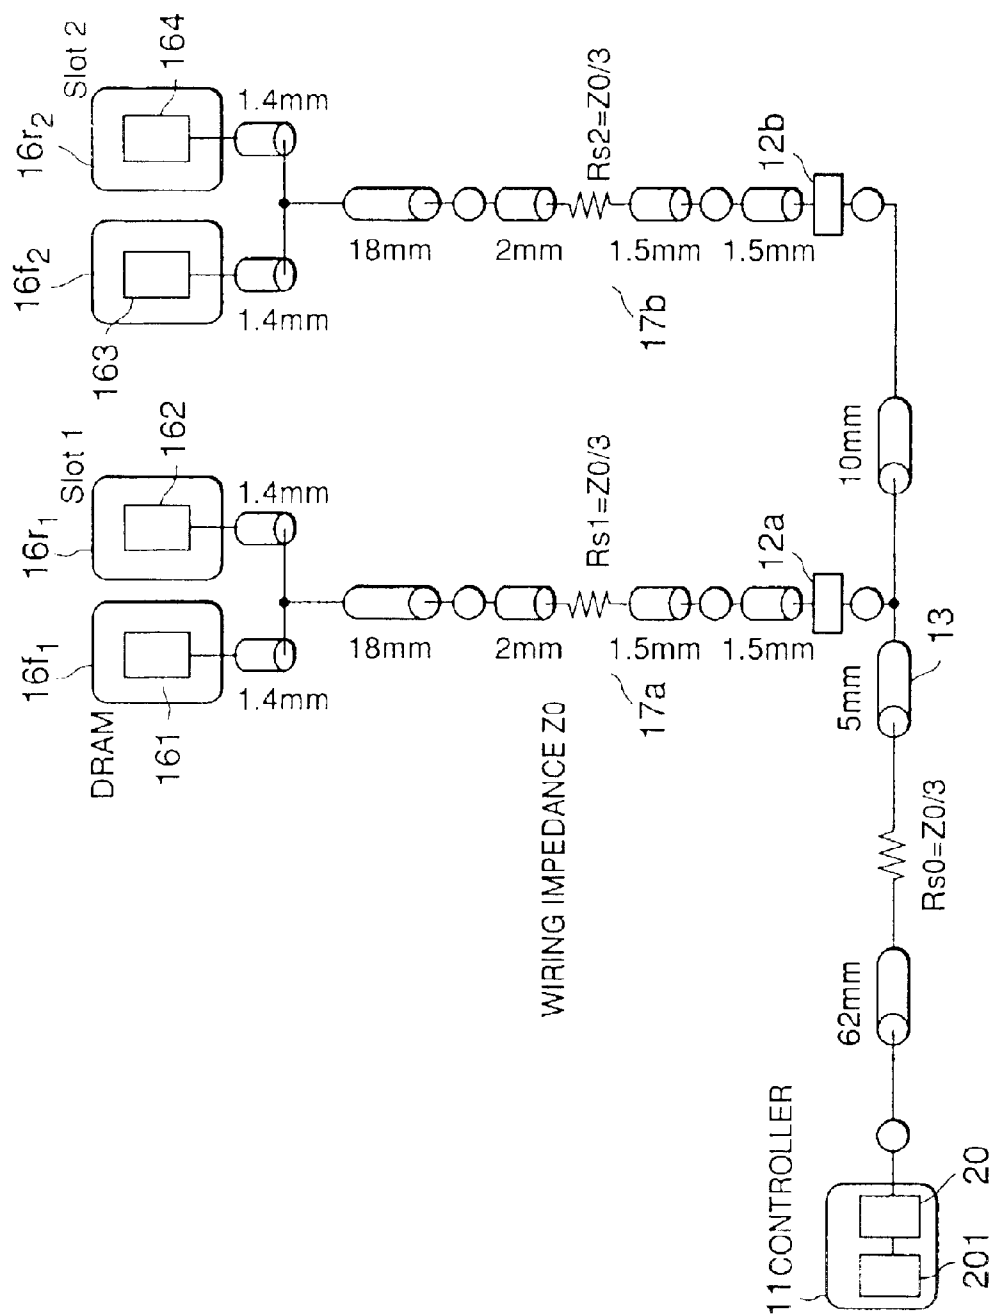 Slot 2
164
16r2
1.4mm
16f2
163
1.4mm
18mm
2mm
Rs2=Z0/3
1.5mm
1.5mm
12b
17b
10mm
Slot 1
162
16r1
1.4mm
16f1
161
DRAM
1.4mm
18mm
2mm
Rs1=Z0/3
1.5mm
1.5mm
12a
17a
WIRING IMPEDANCE Z0
13
5mm
Rs0=Z0/3
62mm
11 CONTROLLER
20
201